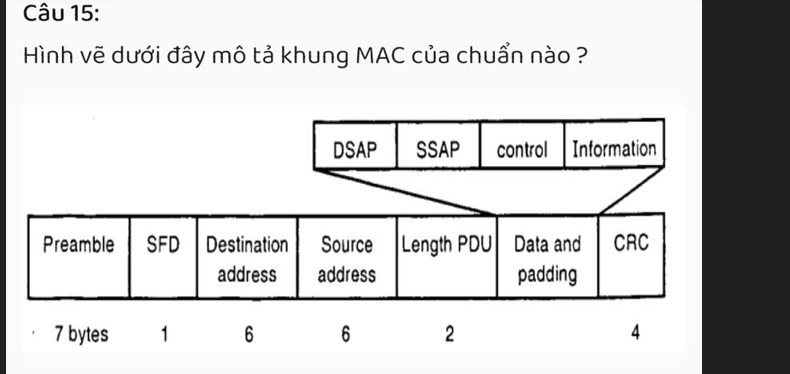 Câu 15:
Hình vẽ dưới đây mô tả khung MAC của chuẩn nào ?
DSAP SSAP control Information
Preamble SFD Destination address Source address Length PDU Data and padding CRC
7 bytes 1 6 6 2 4